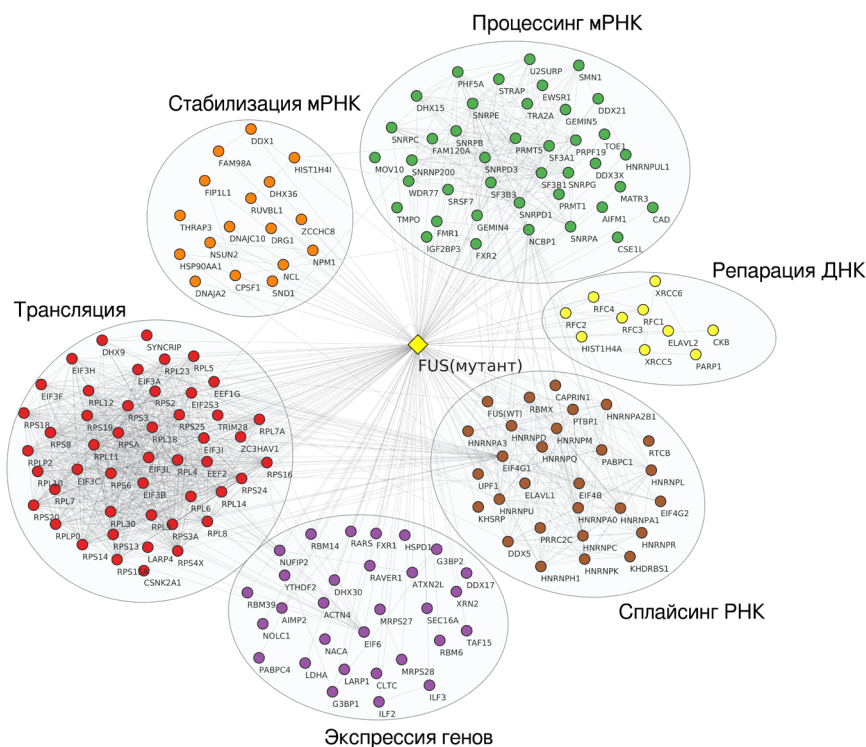 Процессинг мРНК
U2SURP
SMN1
PHF5A
STRAP
EWSR1
DDX21
DHX15
SNRPE
TRA2A
GEMIN5
SNRPC
SNRPB
FAM120A
PRMT5
SF3A1
PRPF19
TOE1
HNRNPUL1
MOV10
SNRNP200
SNRPD3
DDX3X
WDR77
SRSF7
SF3B3
SF3B1
SNRPG
MATR3
PRMT1
TMPO
FMR1
GEMIN4
SNRPD1
AIFM1
CAD
IGF2BP3
FXR2
NCBP1
SNRPA
CSE1L
Стабилизация мРНК
DDX1
FAM98A
HIST1H4I
FIP1L1
DHX36
RUVBL1
THRAP3
DNAJC10
DRG1
ZCCHC8
NSUN2
HSP90AA1
NCL
NPM1
DNAJA2
CPSF1
SND1
Репарация ДНК
XRCC6
RFC4
RFC2
RFC3
RFC1
HIST1H4A
ELAVL2
CKB
XRCC5
PARP1
FUS(мутант)
Трансляция
DHX9
SYNCRIP
EIF3H
EIF3A
RPL23
RPL5
EIF3F
RPL12
RPS2
EIF2S3
EEF1G
RPS18
RPS19
RPS3
RPS25
TRIM28
RPL7A
RPS8
RPSA
RPL18
EIF3I
ZC3HAV1
RPLP2
RPL11
EIF3L
RPL4
EEF2
RPS16
RPL10
EIF3C
RPS6
EIF3B
RPS24
RPL7
RPL6
RPL14
RPS20
RPL30
RPL9
RPLP0
RPS13
RPS3A
RPL8
RPS14
LARP4
RPS4X
RPS15A
CSNK2A1
CAPRIN1
FUS(WT)
RBMX
PTBP1
HNRNPA2B1
HNRNPA3
HNRNPD
HNRNPM
RTCB
EIF4G1
HNRNPQ
PABPC1
UPF1
HNRNPL
ELAVL1
EIF4B
KHSRP
HNRNPU
HNRNPA0
HNRNPA1
EIF4G2
DDX5
PRRC2C
HNRNPC
HNRNPR
HNRNPH1
HNRNPK
KHDRBS1
Сплайсинг РНК
RBM14
RARS
FXR1
HSPD1
NUFIP2
G3BP2
YTHDF2
RAVER1
ATXN2L
DDX17
RBM39
DHX30
XRN2
AIMP2
ACTN4
MRPS27
SEC16A
NOLC1
EIF6
TAF15
NACA
RBM6
PABPC4
LDHA
LARP1
CLTC
MRPS28
G3BP1
ILF2
ILF3
Экспрессия генов